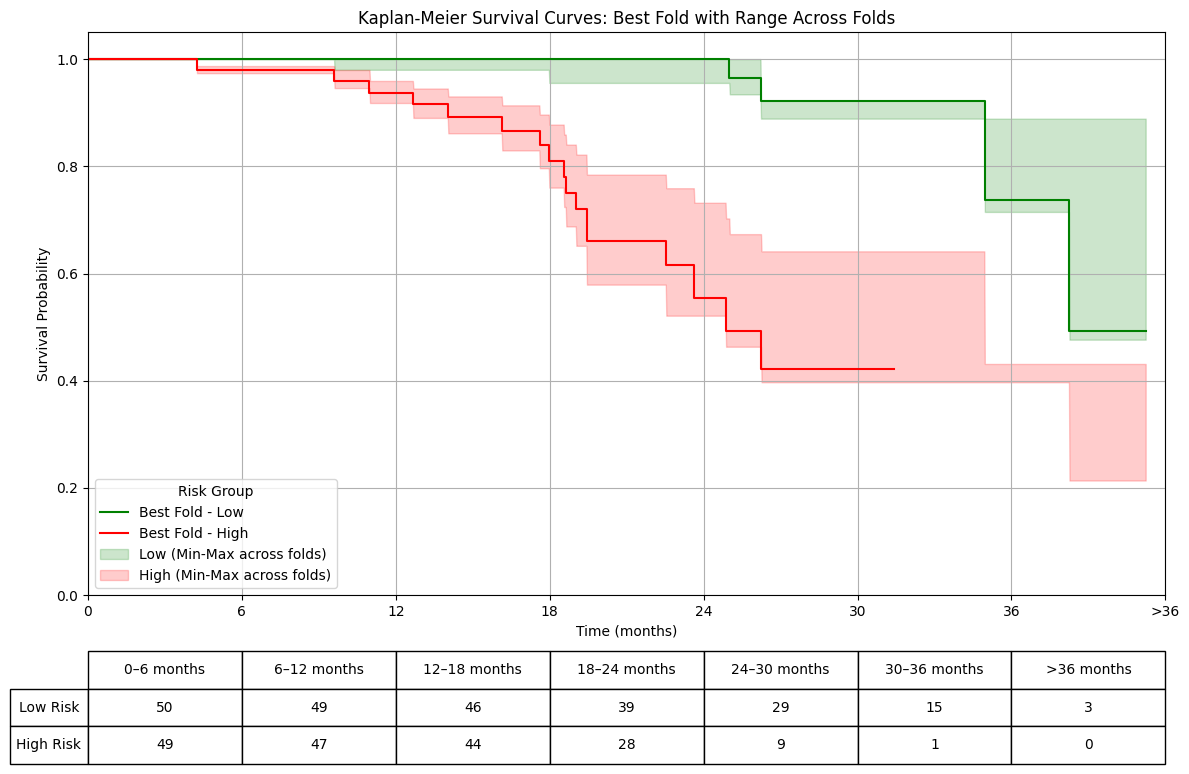 Kaplan-Meier Survival Curves: Best Fold with Range Across Folds
Survival Probability
1.0
0.8
0.6
0.4
0.2
0.0
Risk Group
Best Fold - Low
Best Fold - High
Low (Min-Max across folds)
High (Min-Max across folds)
0 6 12 18 24 30 36 >36
Time (months)
0–6 months 6–12 months 12–18 months 18–24 months 24–30 months 30–36 months >36 months
Low Risk 50 49 46 39 29 15 3
High Risk 49 47 44 28 9 1 0